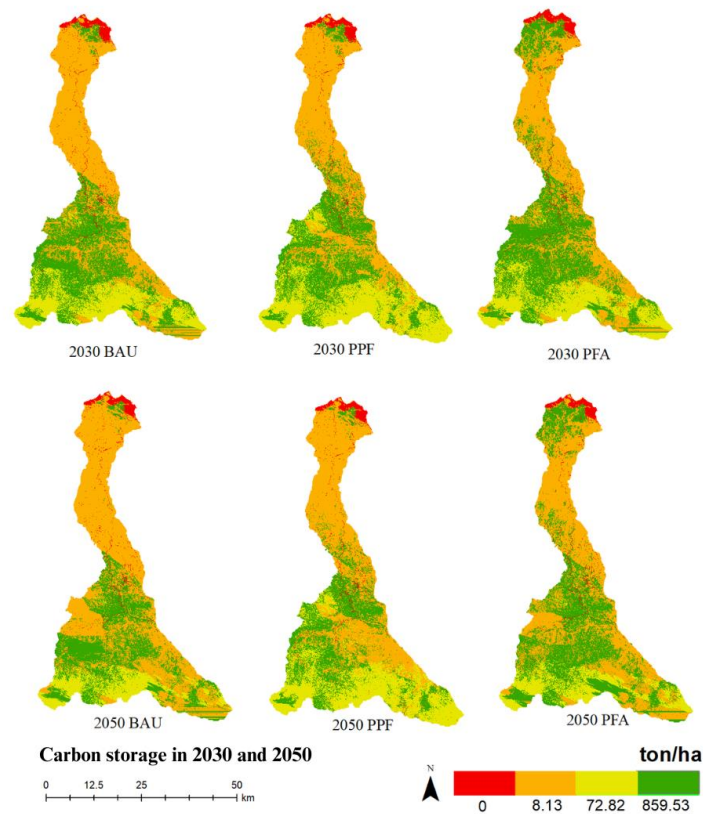 2030 BAU
2030 PPF
2030 PFA
2050 BAU
2050 PPF
2050 PFA
Carbon storage in 2030 and 2050
0 12.5 25 50
km
N
ton/ha
0 8.13 72.82 859.53